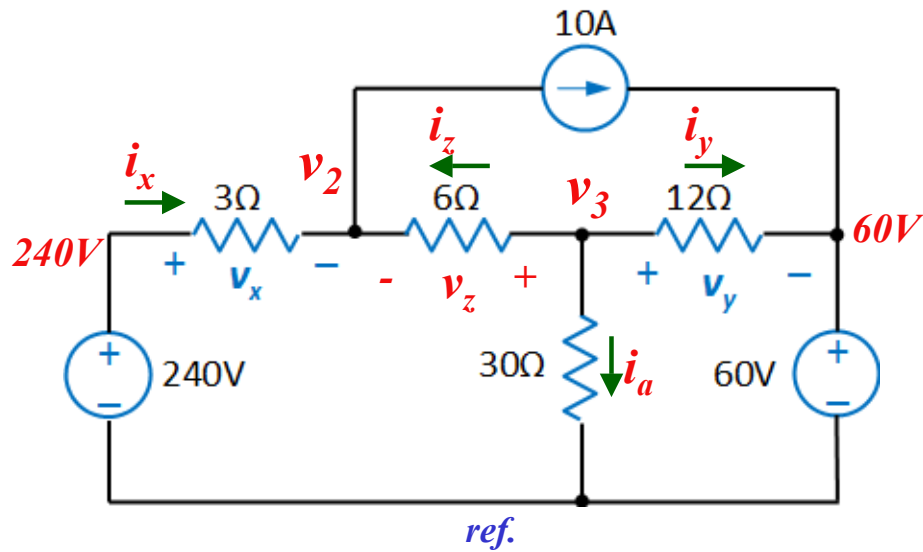 10A
i_x v_2 i_z i_y
3Ω 6Ω v_3 12Ω
240V 60V
+ v_x − - v_z + + v_y −
+ 240V − 30Ω i_a 60V + −
ref.